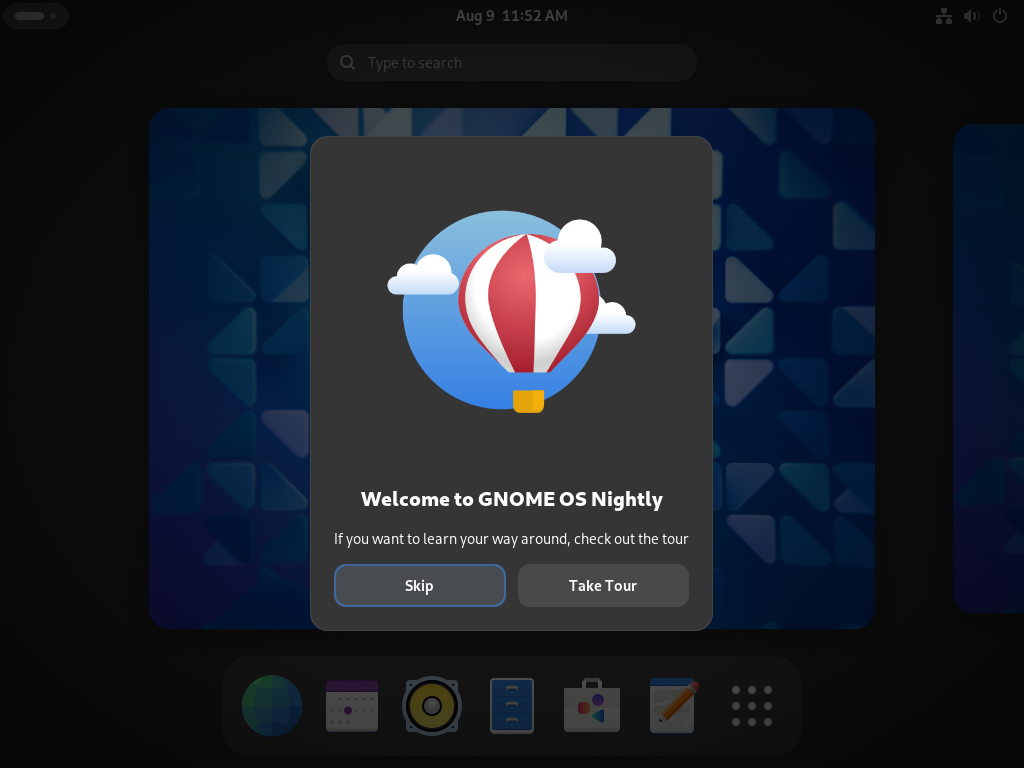 Aug 9 11:52 AM
Type to search
Welcome to GNOME OS Nightly
If you want to learn your way around, check out the tour
Skip
Take Tour